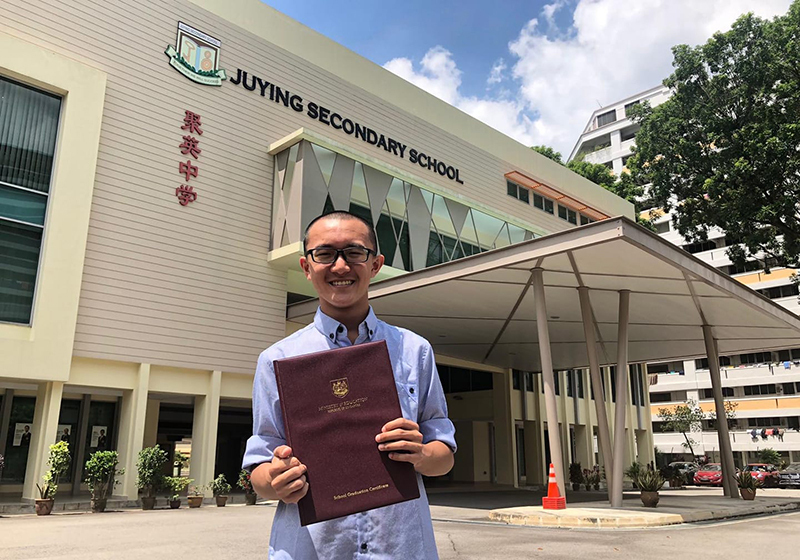 JUYING SECONDARY SCHOOL
聚英中学
MINISTRY OF EDUCATION
School Graduation Certificate